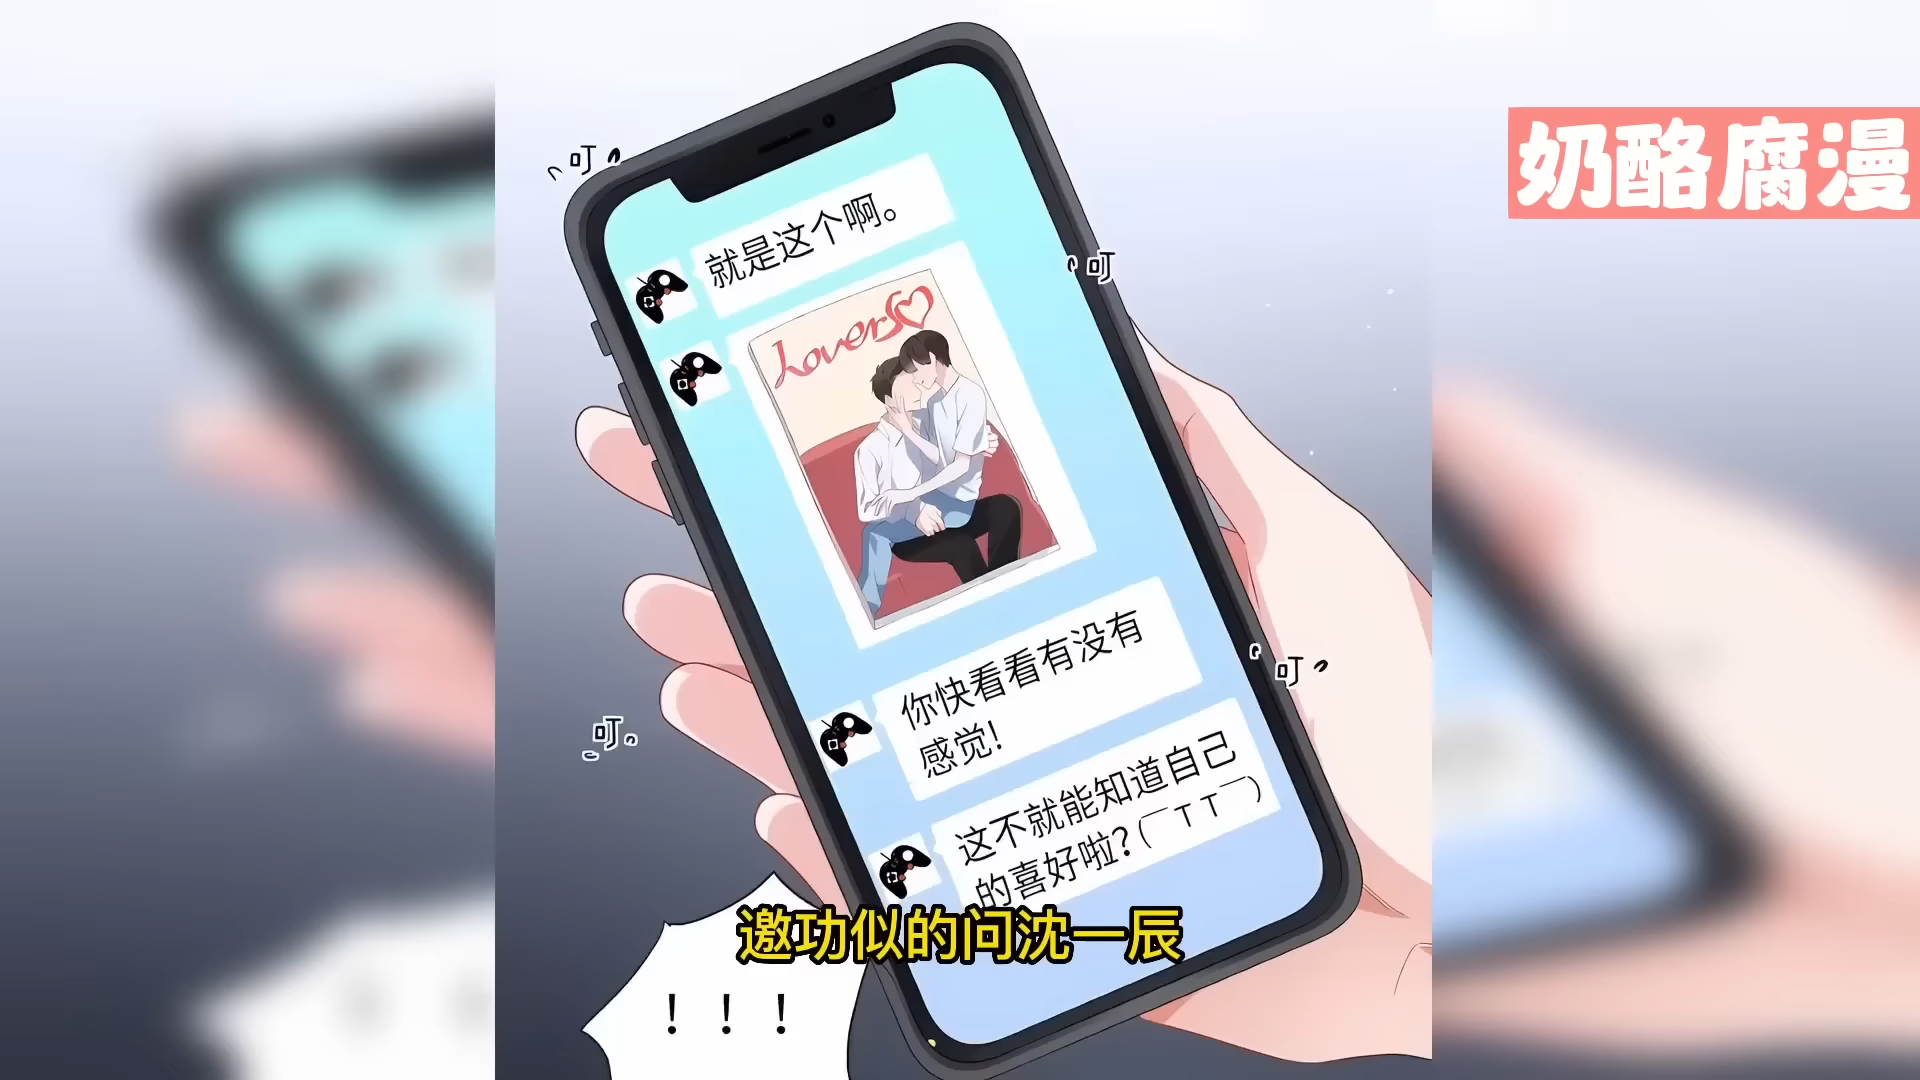 奶酪腐漫
叮
就是这个啊。
叮
Lovers
你快看看有没有
感觉!
叮
叮
这不就能知道自己
的喜好啦?(￣TT￣)
邀功似的问沈一辰
！！！